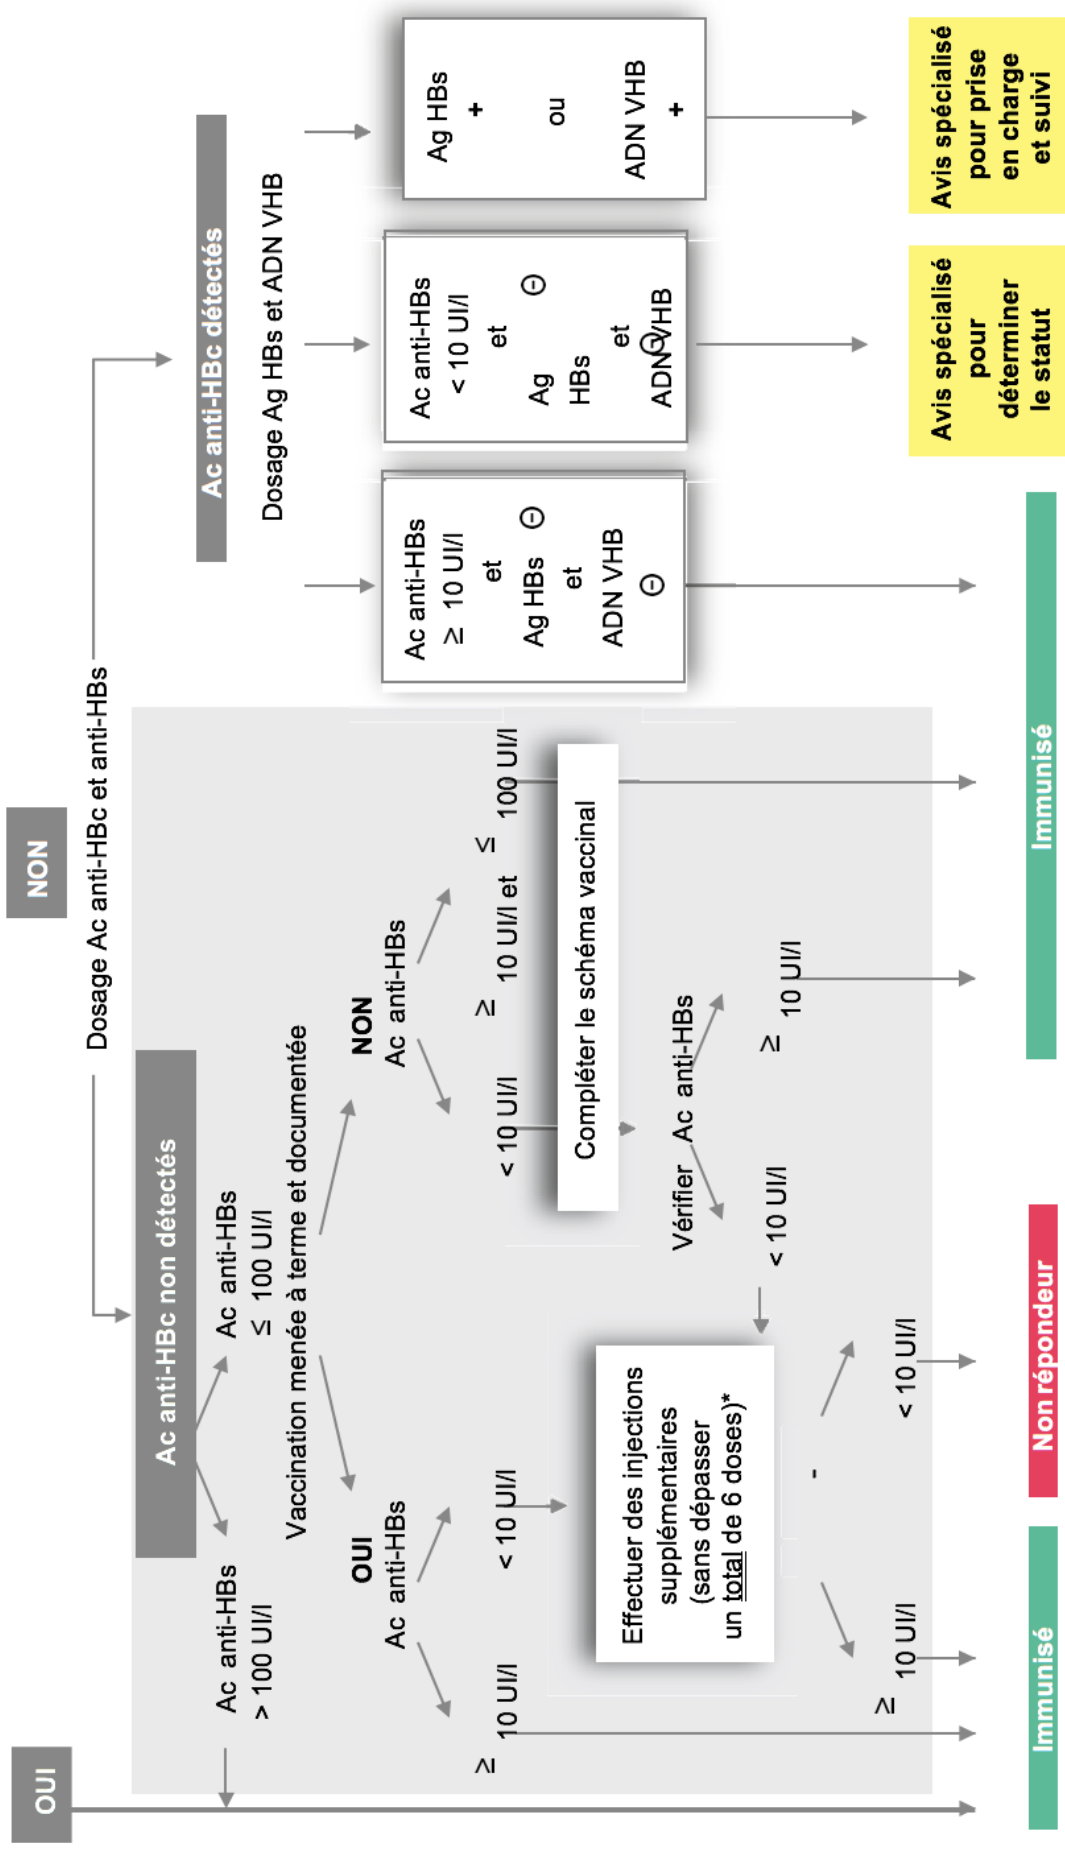 OUI
NON
Dosage Ac anti-HBc et anti-HBs
Ac anti-HBc non détectés
Ac anti-HBc détectés
Ac anti-HBs
> 100 UI/l
Ac anti-HBs
≤ 100 UI/l
Dosage Ag HBs et ADN VHB
Vaccination menée à terme et documentée
OUI
Ac anti-HBs
NON
Ac anti-HBs
≥
10 UI/l
< 10 UI/l
< 10 UI/l
≥ 10 UI/l et
≤
100 UI/l
Compléter le schéma vaccinal
Vérifier Ac anti-HBs
< 10 UI/l
≥
10 UI/l
Effectuer des injections
supplémentaires
(sans dépasser
un total de 6 doses)*
-
≥
10 UI/l
< 10 UI/l
Ac anti-HBs
≥ 10 UI/l
et
Ag HBs ⊖
et
ADN VHB
⊖
Ac anti-HBs
< 10 UI/l
et
Ag ⊖
HBs
et
ADN VHB
⊖
Ag HBs
+
ou
ADN VHB
+
Immunisé
Non répondeur
Immunisé
Avis spécialisé
pour
déterminer
le statut
Avis spécialisé
pour prise
en charge
et suivi